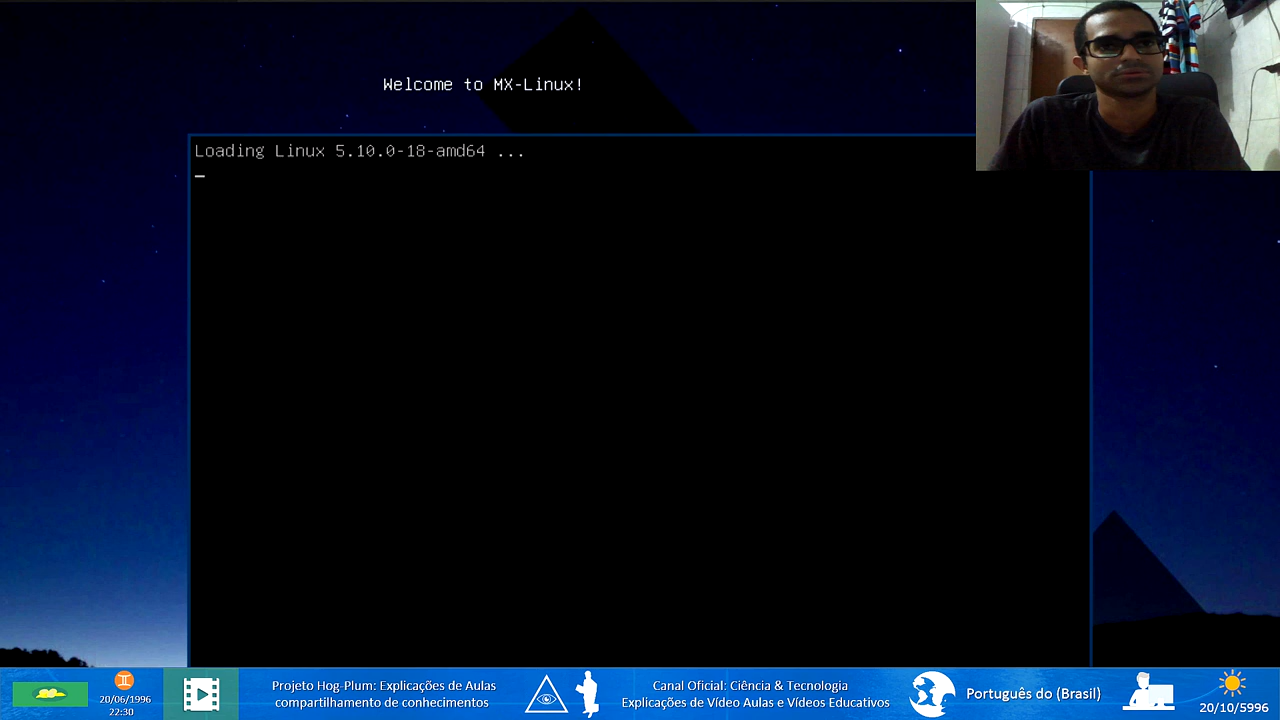 Welcome to MX-Linux!
Loading Linux 5.10.0-18-amd64 ...
20/06/1996
22:30
Projeto Hog-Plum: Explicações de Aulas
compartilhamento de conhecimentos
Canal Oficial: Ciência & Tecnologia
Explicações de Vídeo Aulas e Vídeos Educativos
Português do (Brasil)
20/10/5996